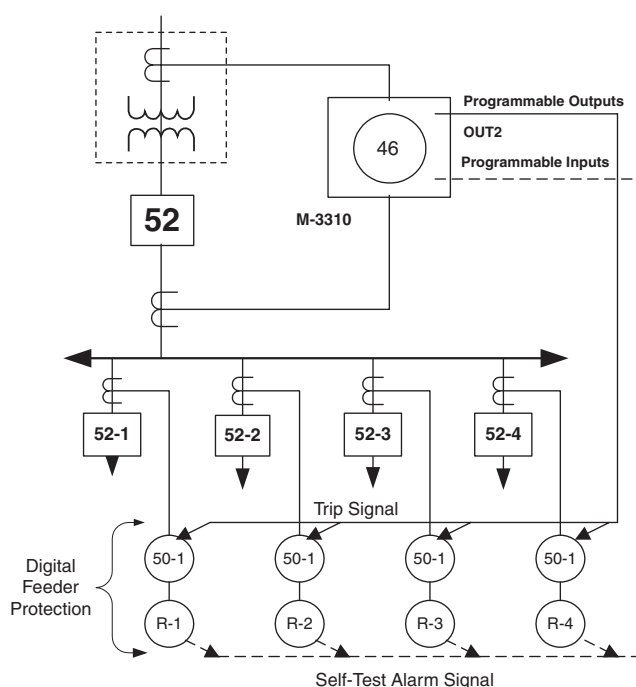 Programmable Outputs
OUT2
46
Programmable Inputs
52
M-3310
52-1
52-2
52-3
52-4
Trip Signal
Digital
Feeder
Protection
50-1
50-1
50-1
50-1
R-1
R-2
R-3
R-4
Self-Test Alarm Signal